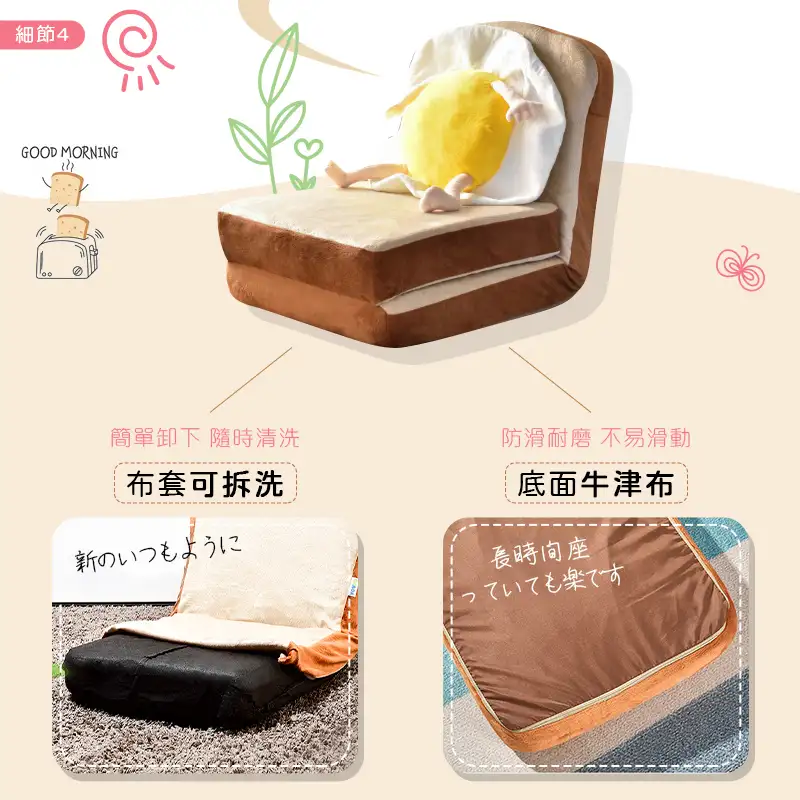 細節4
GOOD MORNING
簡單卸下 隨時清洗
布套可拆洗
防滑耐磨 不易滑動
底面牛津布
新のいつもように
長時間座
っていても楽です